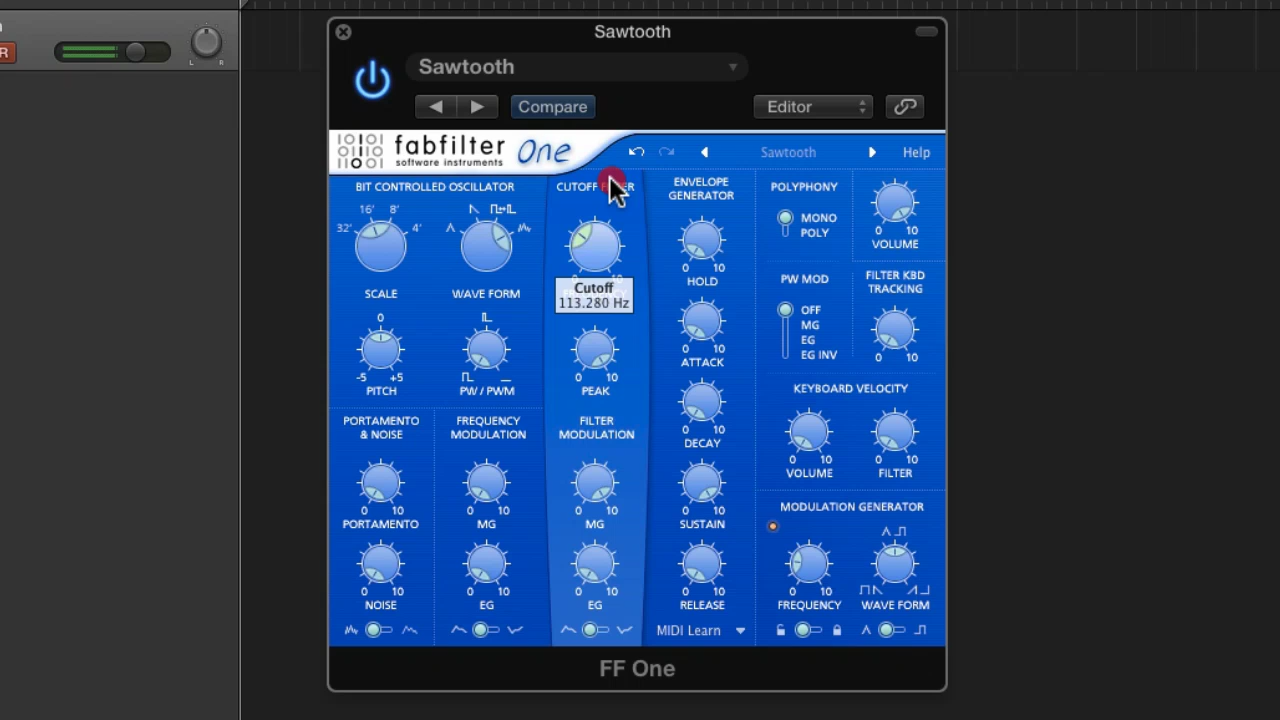 Sawtooth
R
L R
Sawtooth
Compare
Editor
fabfilter One
software instruments
Sawtooth
Help
BIT CONTROLLED OSCILLATOR
32' 16' 8' 4'
SCALE
WAVE FORM
0
-5 +5
PITCH
PW / PWM
CUTOFF
Cutoff
113.280 Hz
0 10
PEAK
ENVELOPE
GENERATOR
0 10
HOLD
0 10
ATTACK
0 10
DECAY
0 10
SUSTAIN
0 10
RELEASE
POLYPHONY
MONO
POLY
0 10
VOLUME
PW MOD
OFF
MG
EG
EG INV
FILTER KBD
TRACKING
0 10
KEYBOARD VELOCITY
0 10
VOLUME
0 10
FILTER
PORTAMENTO
& NOISE
0 10
PORTAMENTO
0 10
NOISE
FREQUENCY
MODULATION
0 10
MG
0 10
EG
FILTER
MODULATION
0 10
MG
0 10
EG
MODULATION GENERATOR
0 10
FREQUENCY
WAVE FORM
MIDI Learn
FF One